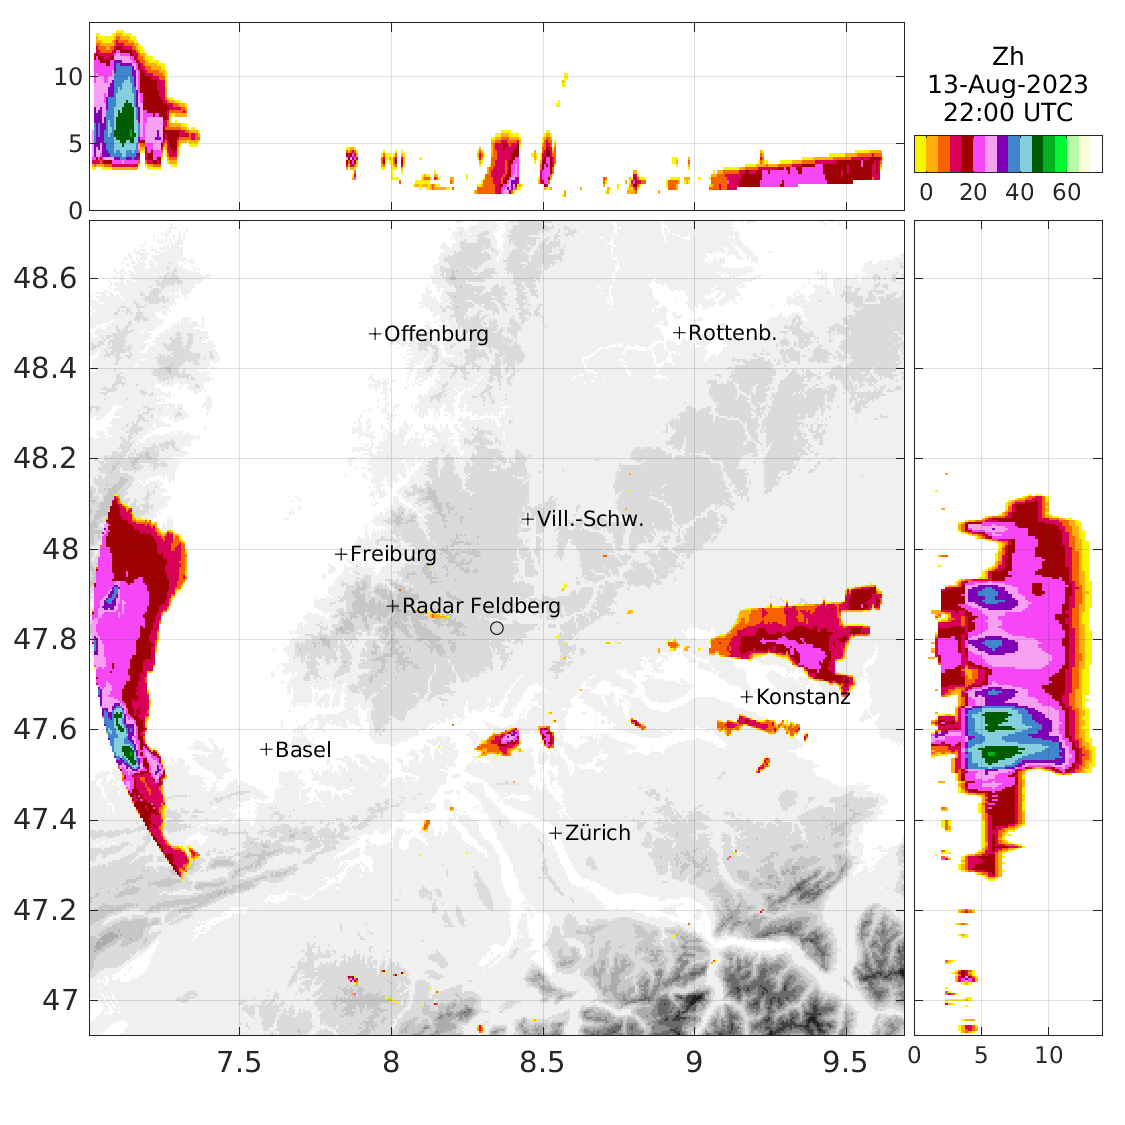 10
5
0
Zh
13-Aug-2023
22:00 UTC
0 20 40 60
48.6
48.4
48.2
48
47.8
47.6
47.4
47.2
47
+Offenburg
+Rottenb.
+Vill.-Schw.
+Freiburg
+Radar Feldberg
+Konstanz
+Basel
+Zürich
7.5 8 8.5 9 9.5
0 5 10